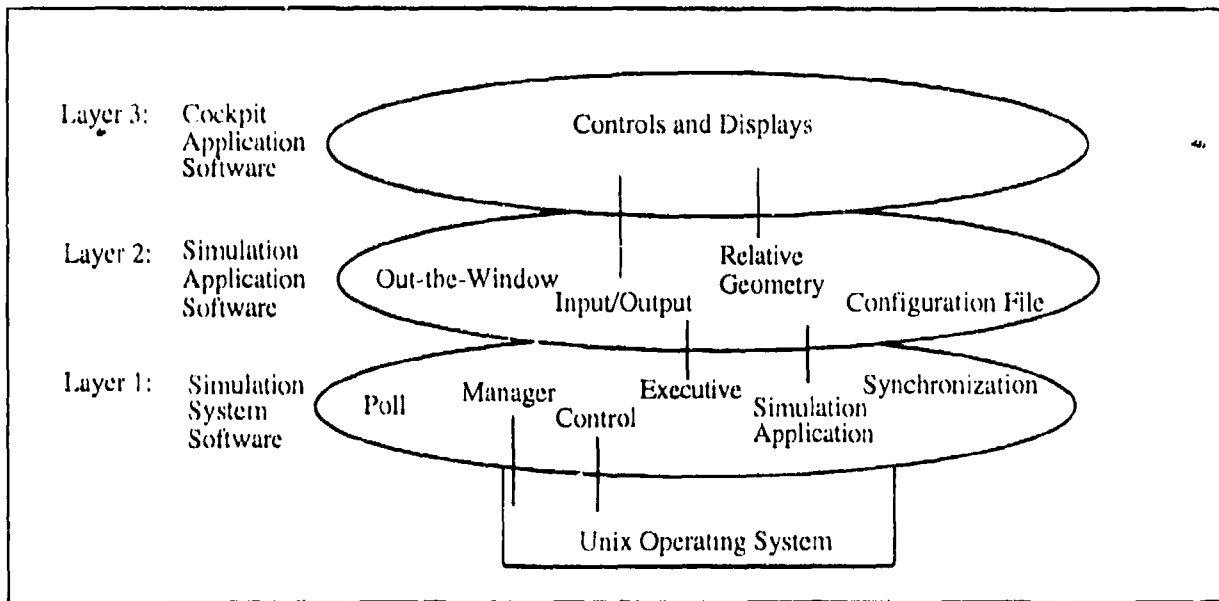 Layer 3: Cockpit
Application
Software
Controls and Displays
Layer 2: Simulation
Application
Software
Out-the-Window
Input/Output
Relative
Geometry
Configuration File
Layer 1: Simulation
System
Software
Poll
Manager
Control
Executive
Simulation
Application
Synchronization
Unix Operating System